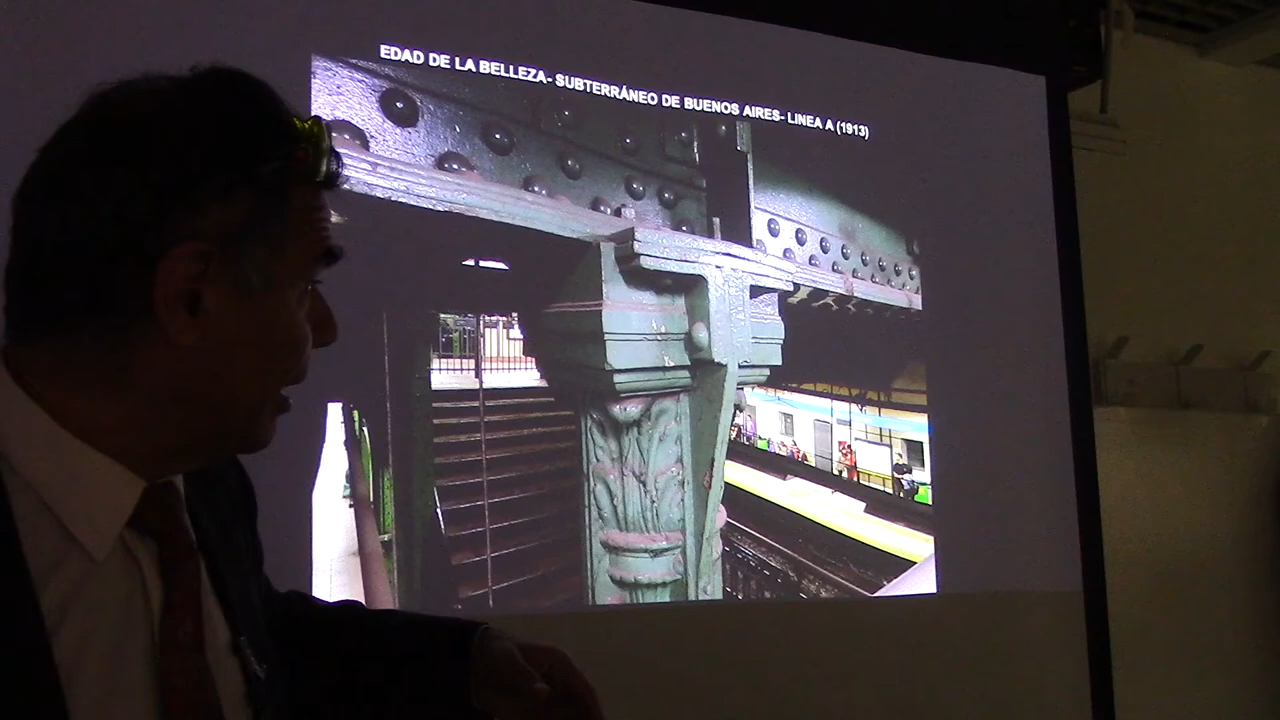 EDAD DE LA BELLEZA- SUBTERRÁNEO DE BUENOS AIRES- LINEA A (1913)